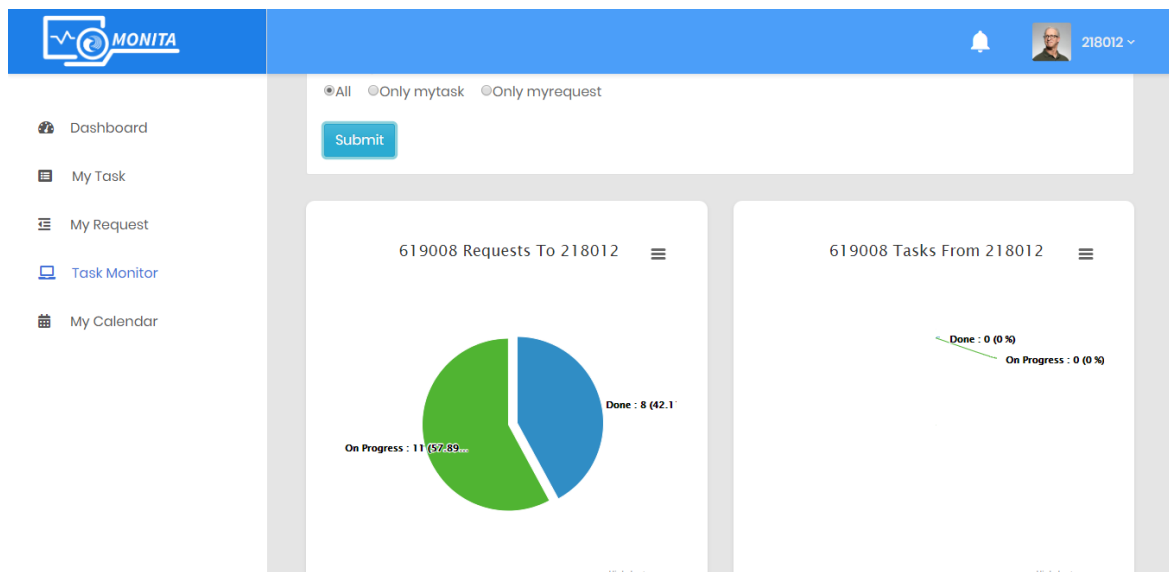 MONITA
218012
All Only mytask Only myrequest
Submit
Dashboard
My Task
My Request
Task Monitor
My Calendar
619008 Requests To 218012
Done : 8 (42.1
On Progress : 11 (57.89...
619008 Tasks From 218012
Done : 0 (0 %)
On Progress : 0 (0 %)